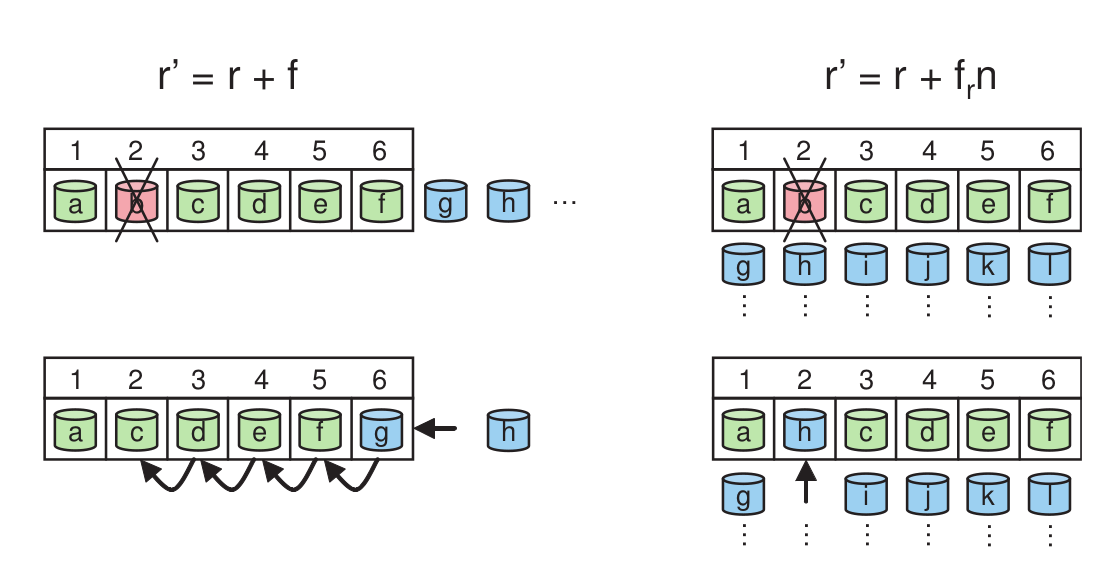 r’ = r + f
1 2 3 4 5 6
a b c d e f g h ...
1 2 3 4 5 6
a c d e f g h
r’ = r + fᵣn
1 2 3 4 5 6
a b c d e f
g h i j k l
1 2 3 4 5 6
a h c d e f
g i j k l